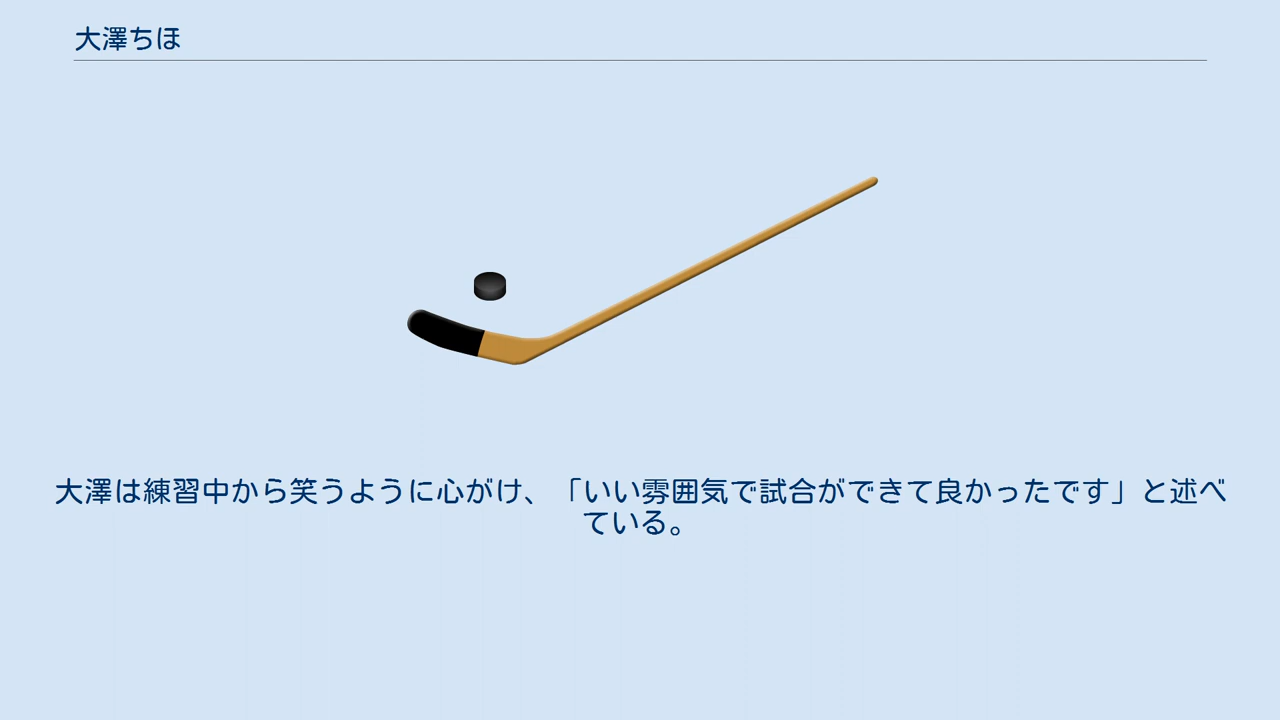 大澤ちほ
大澤は練習中から笑うように心がけ、「いい雰囲気で試合ができて良かったです」と述べ
ている。